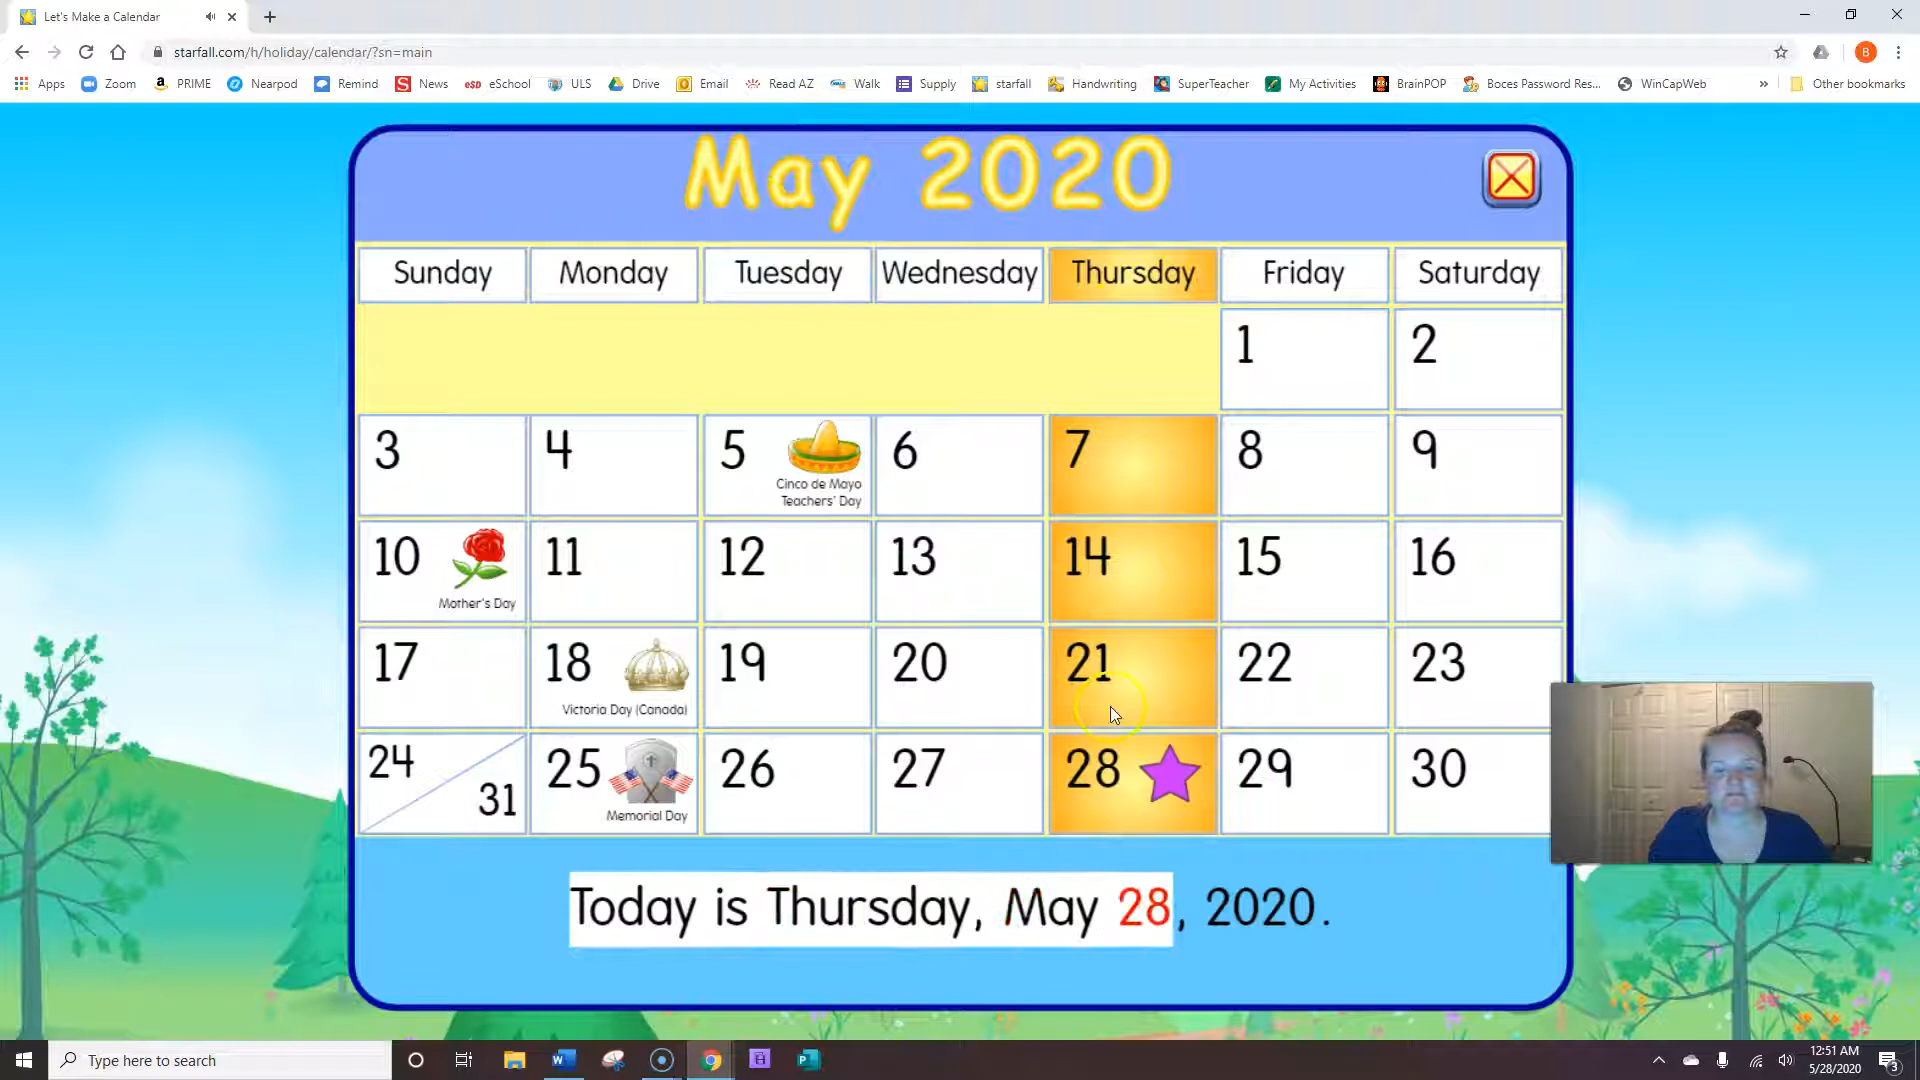 Let's Make a Calendar
starfall.com/h/holiday/calendar/?sn=main
B
Apps Zoom PRIME Nearpod Remind News eSchool ULS Drive Email Read AZ Walk Supply starfall Handwriting SuperTeacher My Activities BrainPOP Boces Password Res... WinCapWeb » Other bookmarks
May 2020
Sunday Monday Tuesday Wednesday Thursday Friday Saturday
1 2
3 4 5 6 7 8 9
Cinco de Mayo
Teachers' Day
10 11 12 13 14 15 16
Mother's Day
17 18 19 20 21 22 23
Victoria Day (Canada)
24 31 25 26 27 28 29 30
Memorial Day
Today is Thursday, May 28, 2020.
Type here to search
12:51 AM
5/28/2020
3